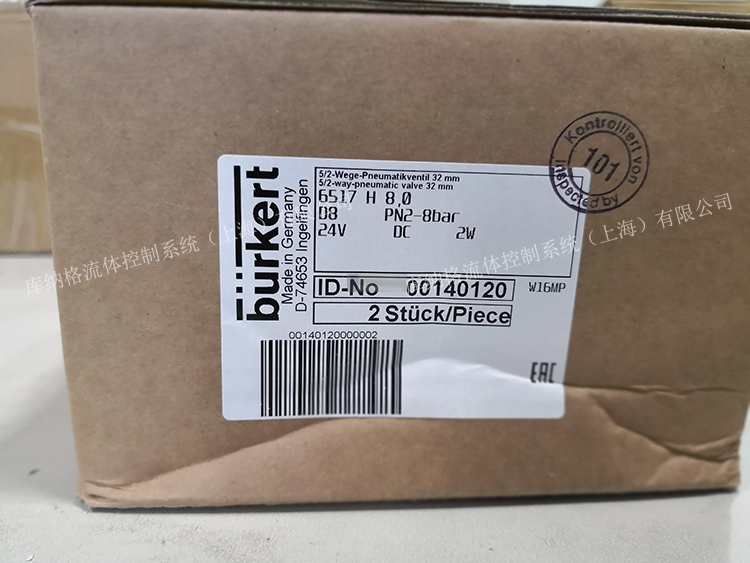 bürkert
Made in Germany
D-74653 Ingelfingen
5/2-Wege-Pneumatikventil 32 mm
5/2-way-pneumatic valve 32 mm
6517 H 8,0
08 PN2-8bar
24V DC 2W
ID-No 00140120
W16MP
2 Stück/Piece
00140120000002
EAC
Kontrolliert von
101
Inspected by
库纳格流体控制系统（上海）有限公司
库纳格流体控制系统（上海）有限公司